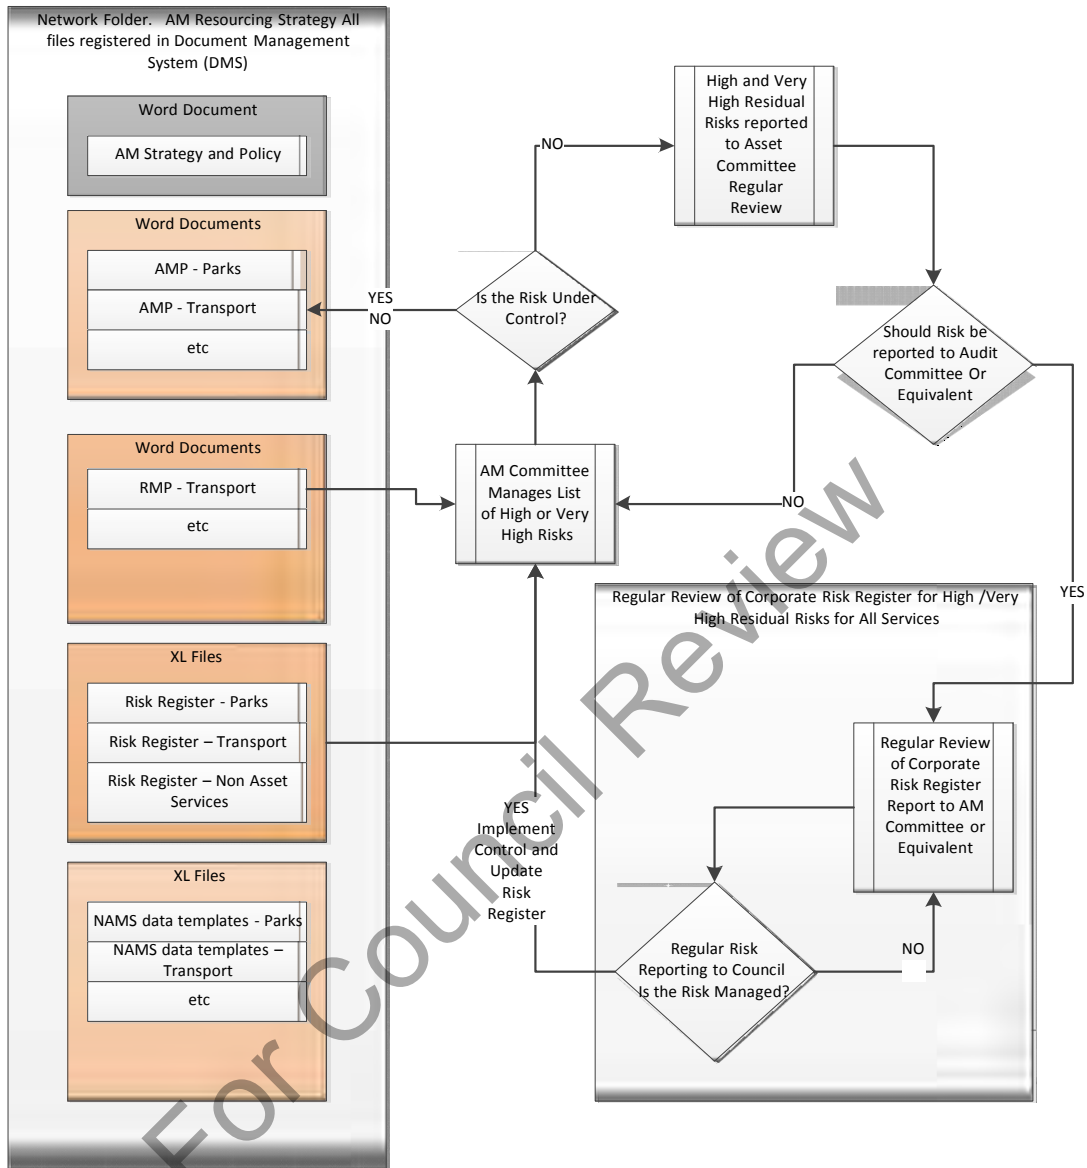 Network Folder. AM Resourcing Strategy All
files registered in Document Management
System (DMS)
Word Document
AM Strategy and Policy
Word Documents
AMP - Parks
AMP - Transport
etc
Word Documents
RMP - Transport
etc
XL Files
Risk Register - Parks
Risk Register – Transport
Risk Register – Non Asset
Services
XL Files
NAMS data templates - Parks
NAMS data templates –
Transport
etc
High and Very
High Residual
Risks reported
to Asset
Committee
Regular
Review
NO
Is the Risk Under
Control?
YES
NO
Should Risk be
reported to Audit
Committee Or
Equivalent
NO
YES
AM Committee
Manages List
of High or Very
High Risks
Regular Review of Corporate Risk Register for High /Very
High Residual Risks for All Services
Regular Review
of Corporate
Risk Register
Report to AM
Committee or
Equivalent
YES
Implement
Control and
Update
Risk
Register
Regular Risk
Reporting to Council
Is the Risk Managed?
NO
For Council Review